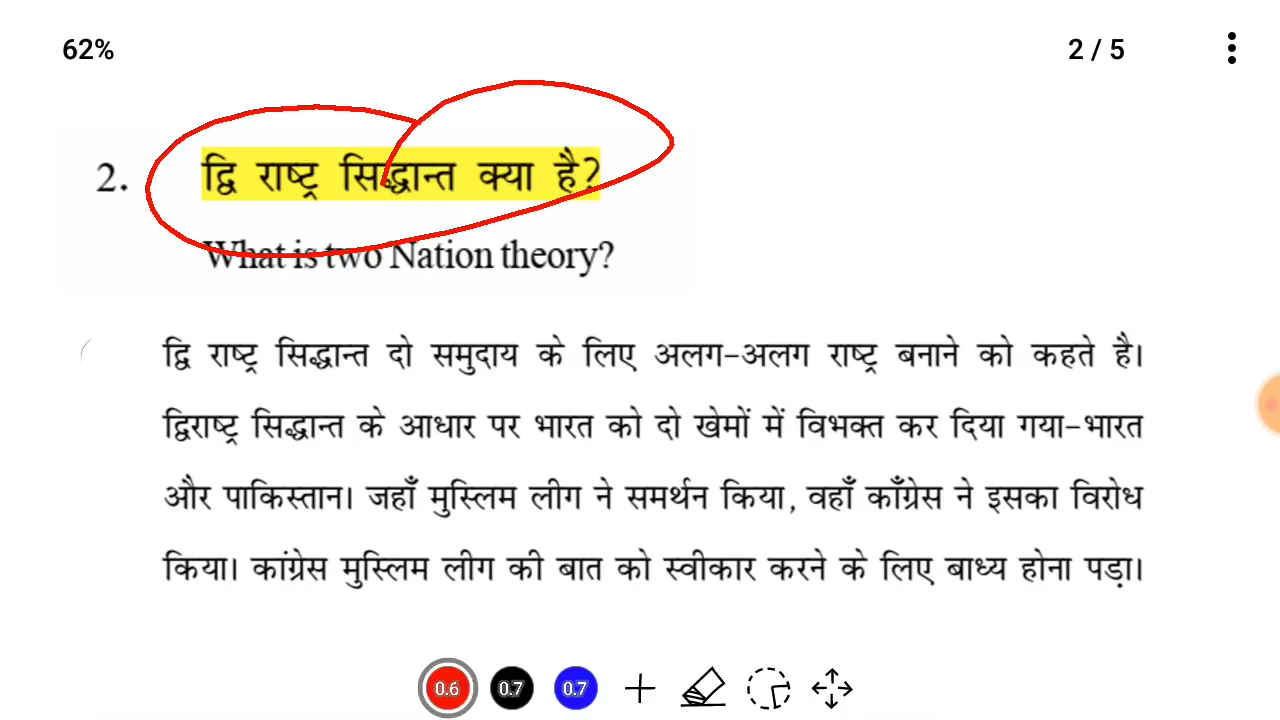 62%
2 / 5
2. द्वि राष्ट्र सिद्धान्त क्या है?
What is two Nation theory?
द्वि राष्ट्र सिद्धान्त दो समुदाय के लिए अलग-अलग राष्ट्र बनाने को कहते है।
द्विराष्ट्र सिद्धान्त के आधार पर भारत को दो खेमों में विभक्त कर दिया गया-भारत
और पाकिस्तान। जहाँ मुस्लिम लीग ने समर्थन किया, वहाँ काँग्रेस ने इसका विरोध
किया। कांग्रेस मुस्लिम लीग की बात को स्वीकार करने के लिए बाध्य होना पड़ा।
0.6 0.7 0.7